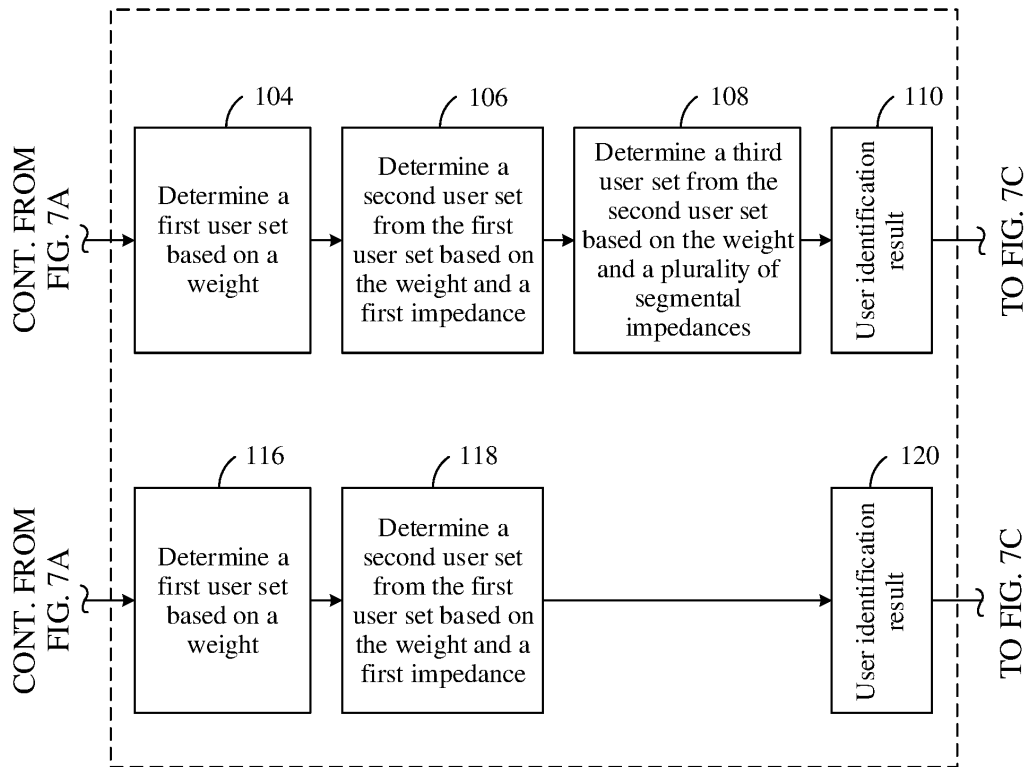 CONT. FROM
FIG. 7A
104
Determine a
first user set
based on a
weight
106
Determine a
second user set
from the first
user set based on
the weight and a
first impedance
108
Determine a third
user set from the
second user set
based on the weight
and a plurality of
segmental
impedances
110
User identification
result
TO FIG. 7C
CONT. FROM
FIG. 7A
116
Determine a
first user set
based on a
weight
118
Determine a
second user set
from the first
user set based on
the weight and a
first impedance
120
User identification
result
TO FIG. 7C